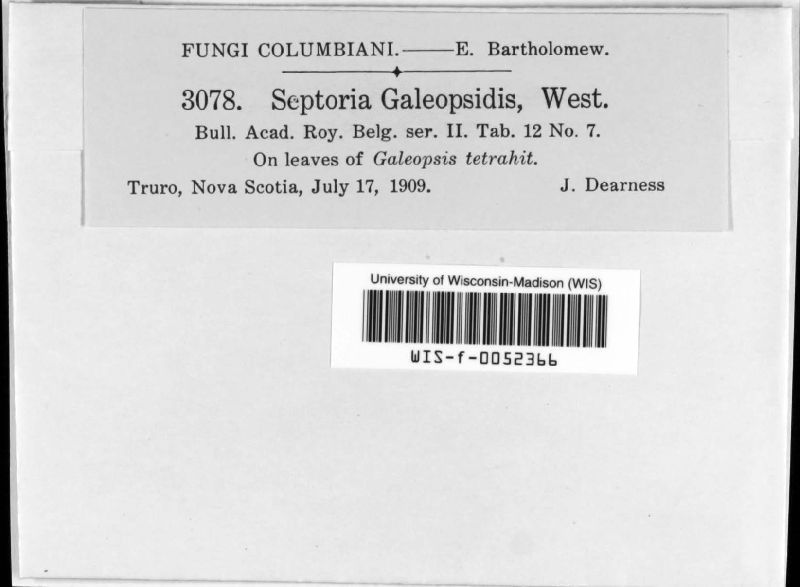 FUNGI COLUMBIANI.——E. Bartholomew.
3078. Septoria Galeopsidis, West.
Bull. Acad. Roy. Belg. ser. II. Tab. 12 No. 7.
On leaves of Galeopsis tetrahit.
Truro, Nova Scotia, July 17, 1909. J. Dearness
University of Wisconsin-Madison (WIS)
WIS-f-0052366